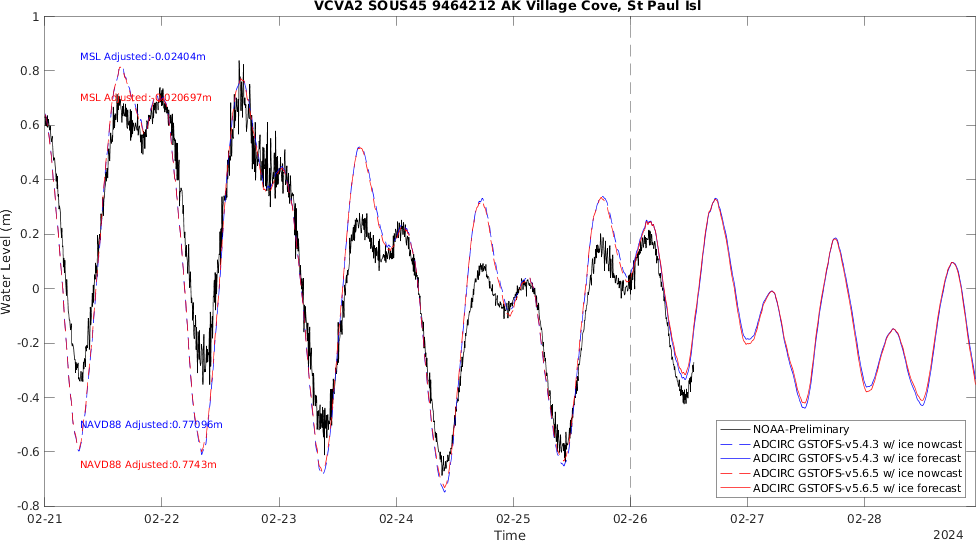 VCVA2 SOUS45 9464212 AK Village Cove, St Paul Isl
1
0.8
0.6
0.4
0.2
0
-0.2
-0.4
-0.6
-0.8
Water Level (m)
MSL Adjusted:-0.02404m
MSL Adjusted:-0.020697m
NAVD88 Adjusted:0.77096m
NAVD88 Adjusted:0.7743m
NOAA-Preliminary
ADCIRC GSTOFS-v5.4.3 w/ ice nowcast
ADCIRC GSTOFS-v5.4.3 w/ ice forecast
ADCIRC GSTOFS-v5.6.5 w/ ice nowcast
ADCIRC GSTOFS-v5.6.5 w/ ice forecast
02-21 02-22 02-23 02-24 02-25 02-26 02-27 02-28
Time
2024